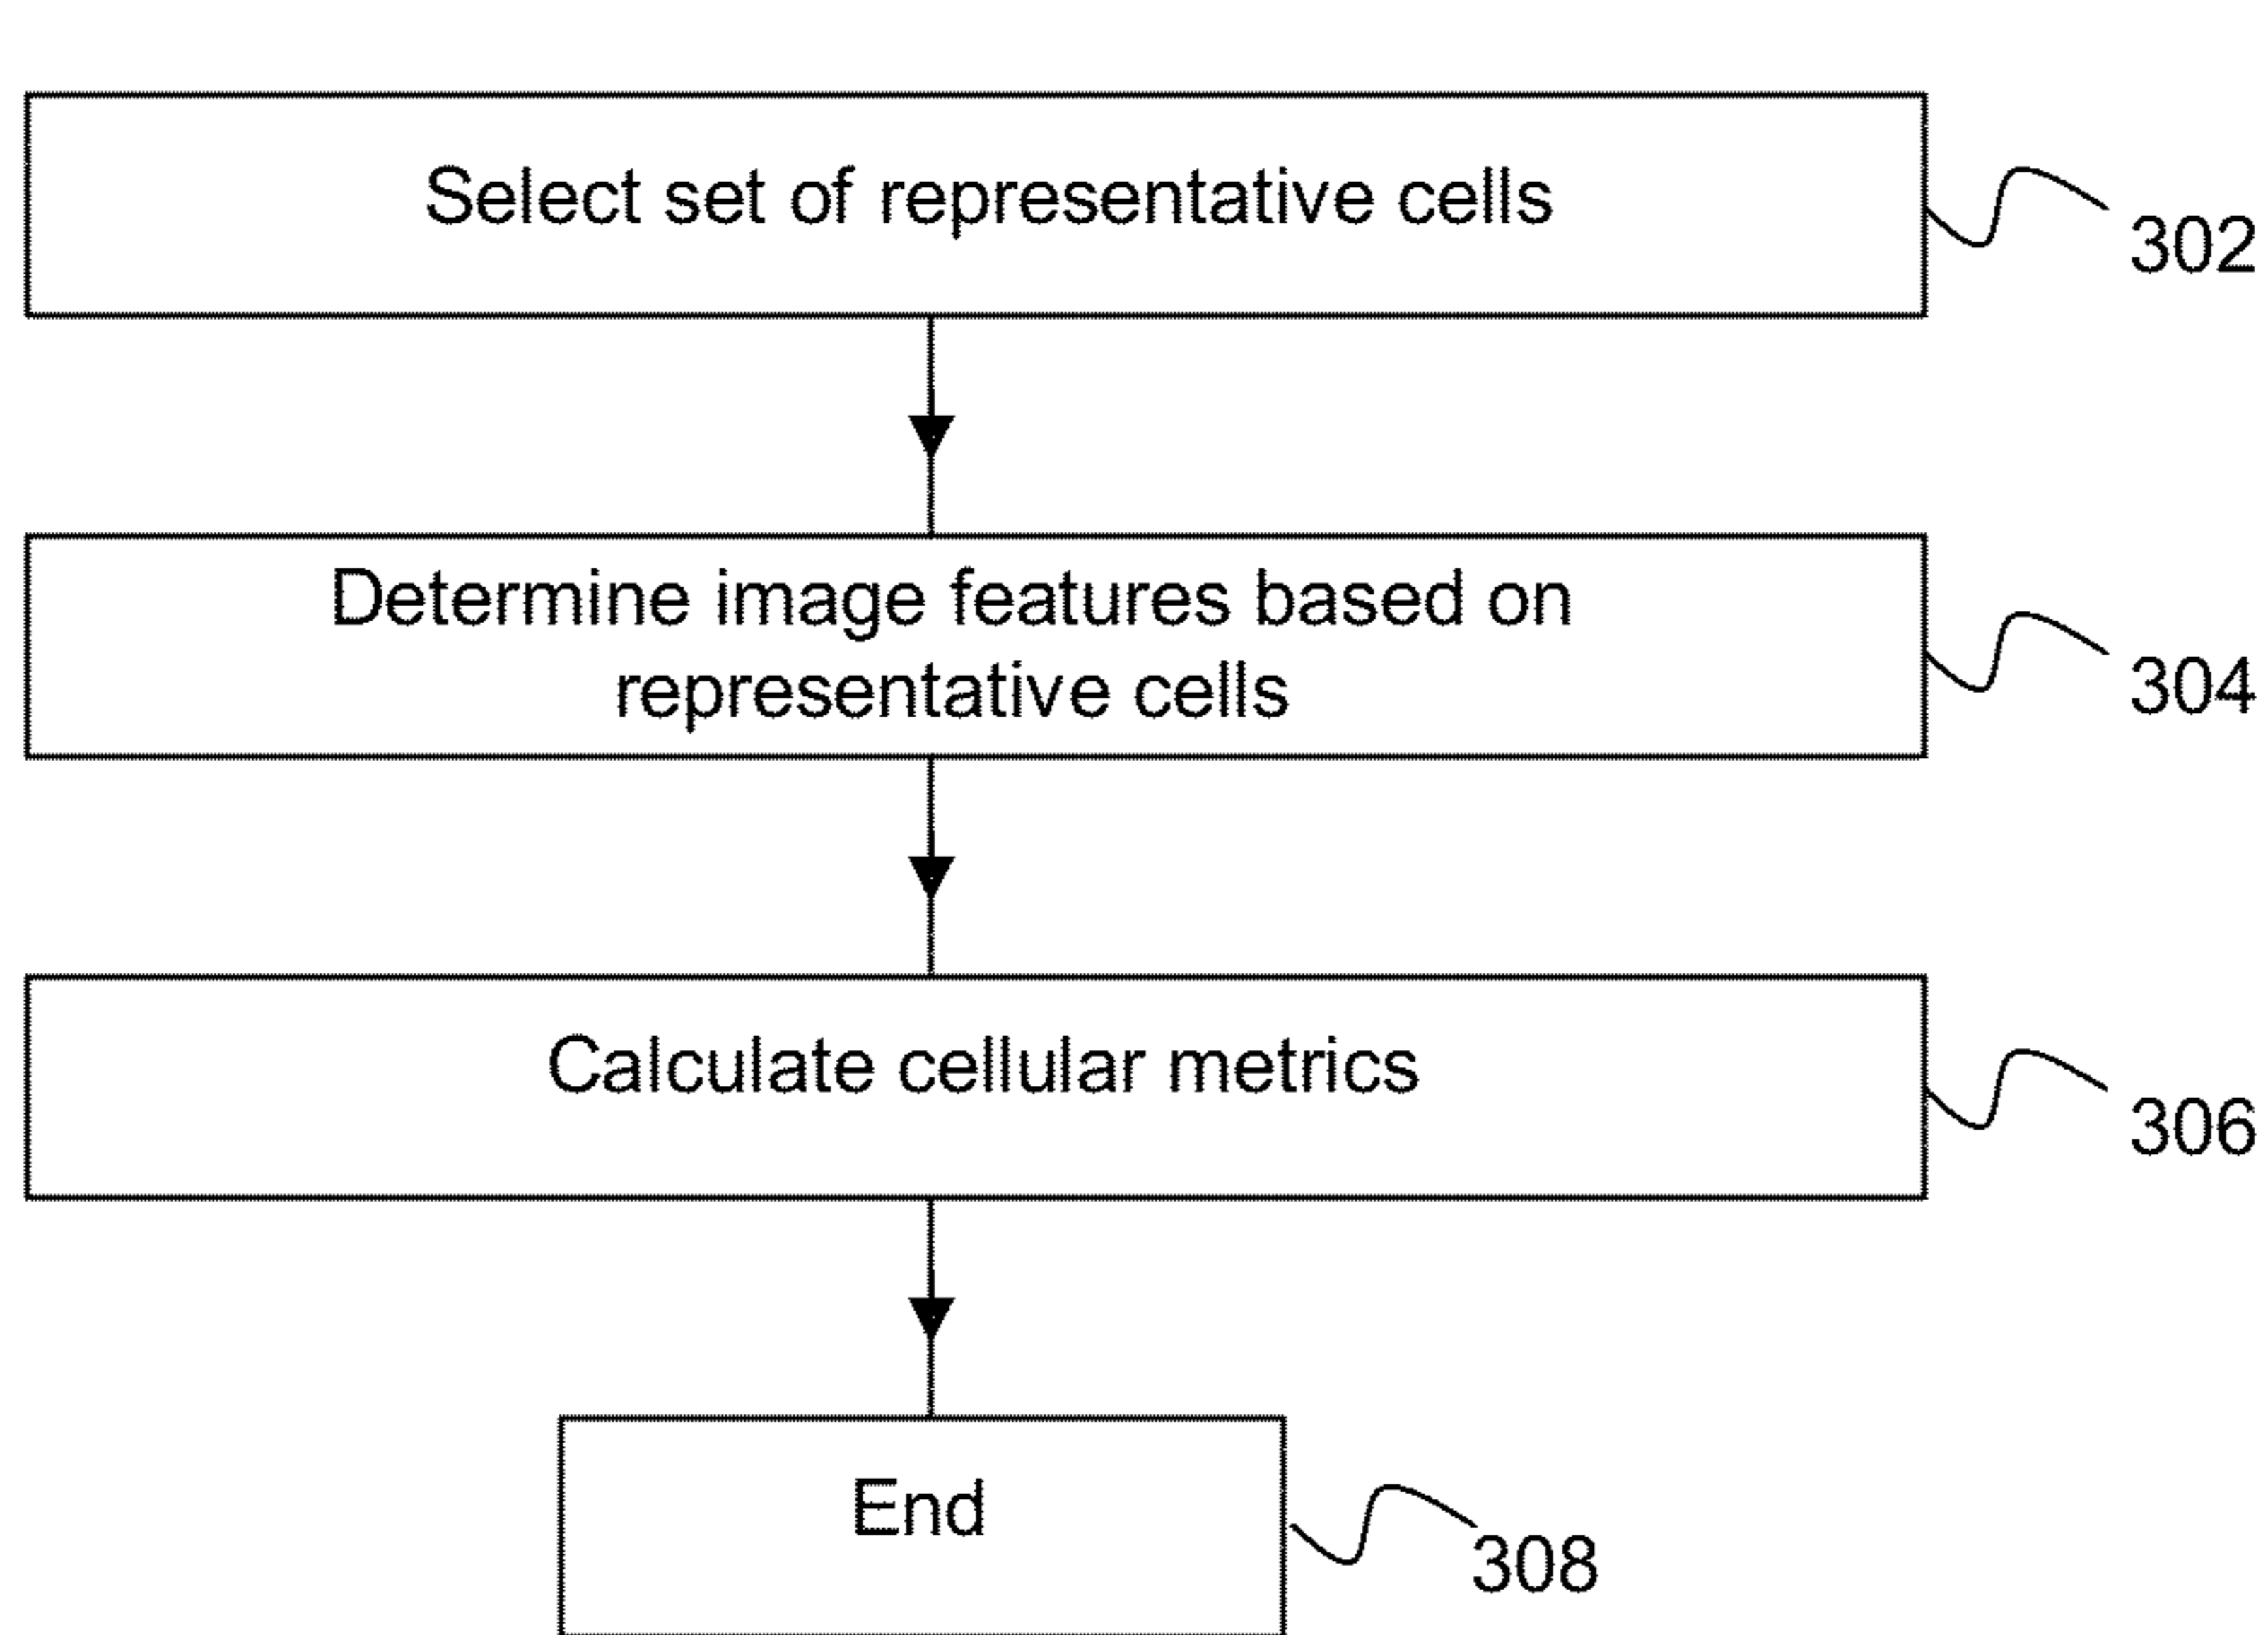 Select set of representative cells
302
Determine image features based on
representative cells
304
Calculate cellular metrics
306
End
308